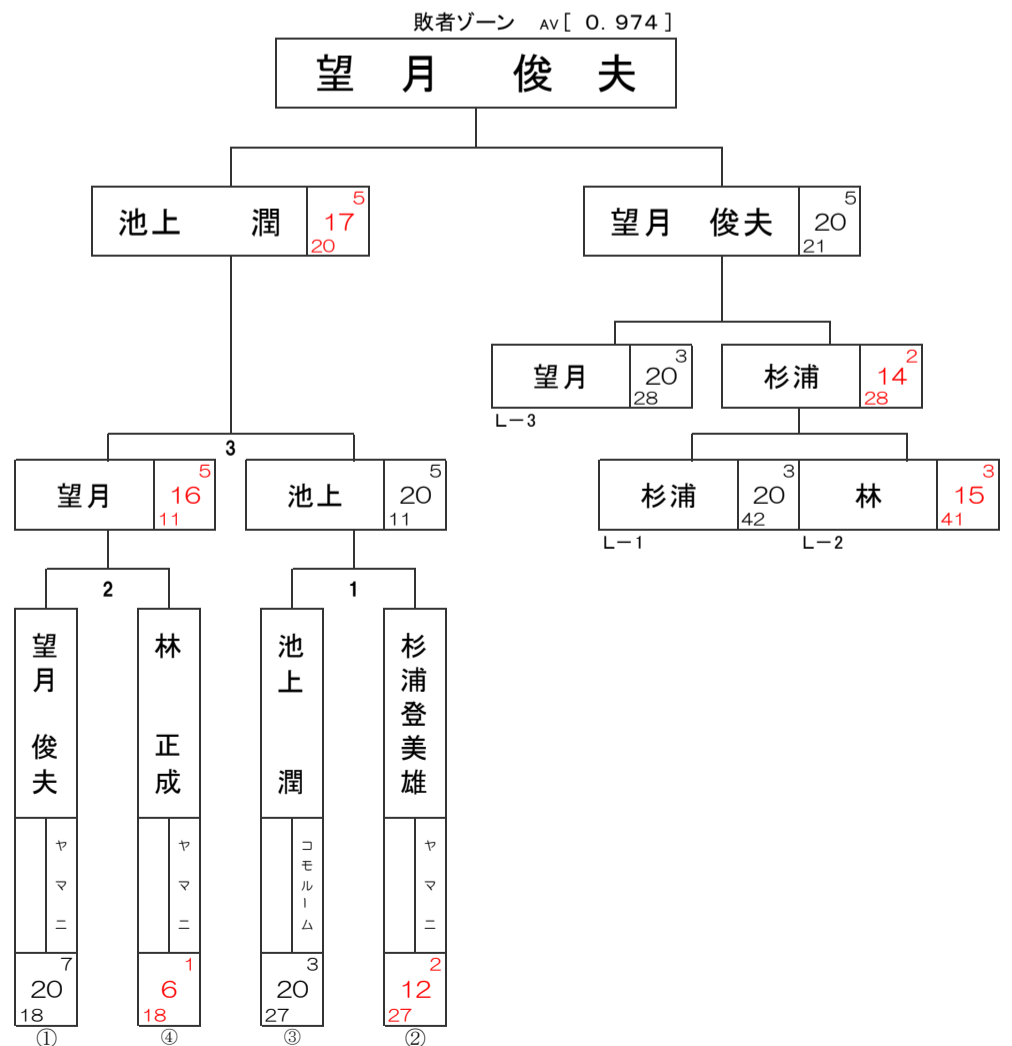 敗者ゾーン AV[ 0. 974 ]
望 月 俊 夫
池上 潤 5 17 20
望月 俊夫 5 20 21
望月 3 20 28
杉浦 2 14 28
L-3
3
望月 5 16 11
池上 5 20 11
杉浦 3 20 42
林 3 15 41
L-1
L-2
2
1
望月 俊夫
林 正成
池上 潤
杉浦登美雄
ヤマニ
ヤマニ
コモルーム
ヤマニ
7 20 18
1 6 18
3 20 27
2 12 27
① ④ ③ ②